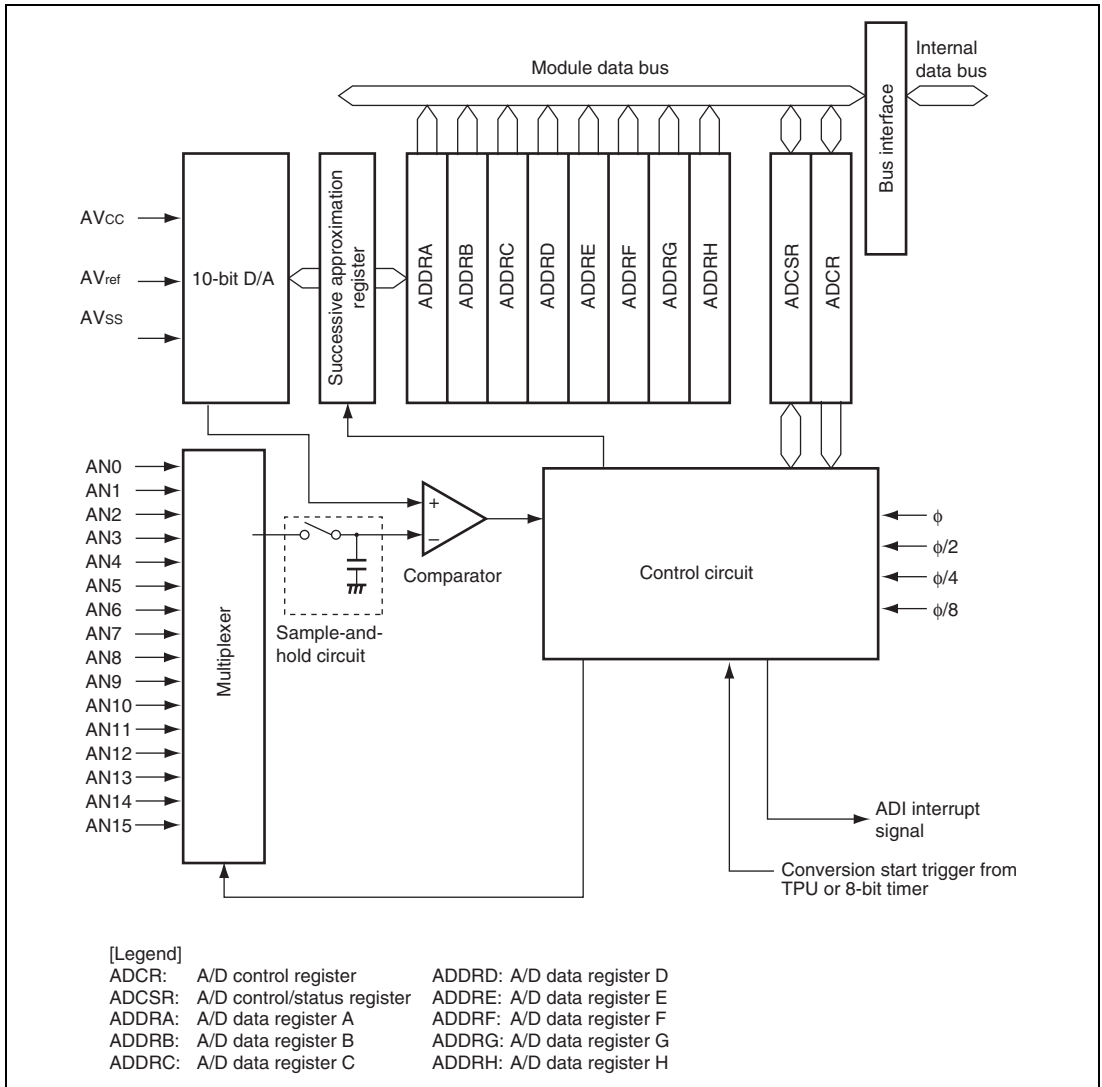 Module data bus
Internal
data bus
Bus interface
AVCC
AVref
AVSS
10-bit D/A
Successive approximation
register
ADDRA
ADDRB
ADDRC
ADDRD
ADDRE
ADDRF
ADDRG
ADDRH
ADCSR
ADCR
AN0
AN1
AN2
AN3
AN4
AN5
AN6
AN7
AN8
AN9
AN10
AN11
AN12
AN13
AN14
AN15
Multiplexer
Sample-and-
hold circuit
+
−
Comparator
Control circuit
ϕ
ϕ/2
ϕ/4
ϕ/8
ADI interrupt
signal
Conversion start trigger from
TPU or 8-bit timer
[Legend]
ADCR: A/D control register
ADCSR: A/D control/status register
ADDRA: A/D data register A
ADDRB: A/D data register B
ADDRC: A/D data register C
ADDRD: A/D data register D
ADDRE: A/D data register E
ADDRF: A/D data register F
ADDRG: A/D data register G
ADDRH: A/D data register H